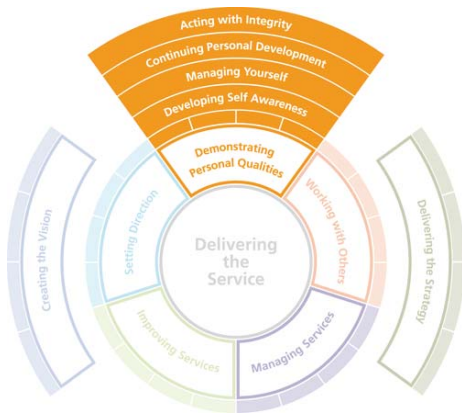 Acting with Integrity
Continuing Personal Development
Managing Yourself
Developing Self Awareness
Demonstrating
Personal Qualities
Creating the Vision
Setting Direction
Delivering
the
Service
Working with Others
Delivering the Strategy
Improving Services
Managing Services